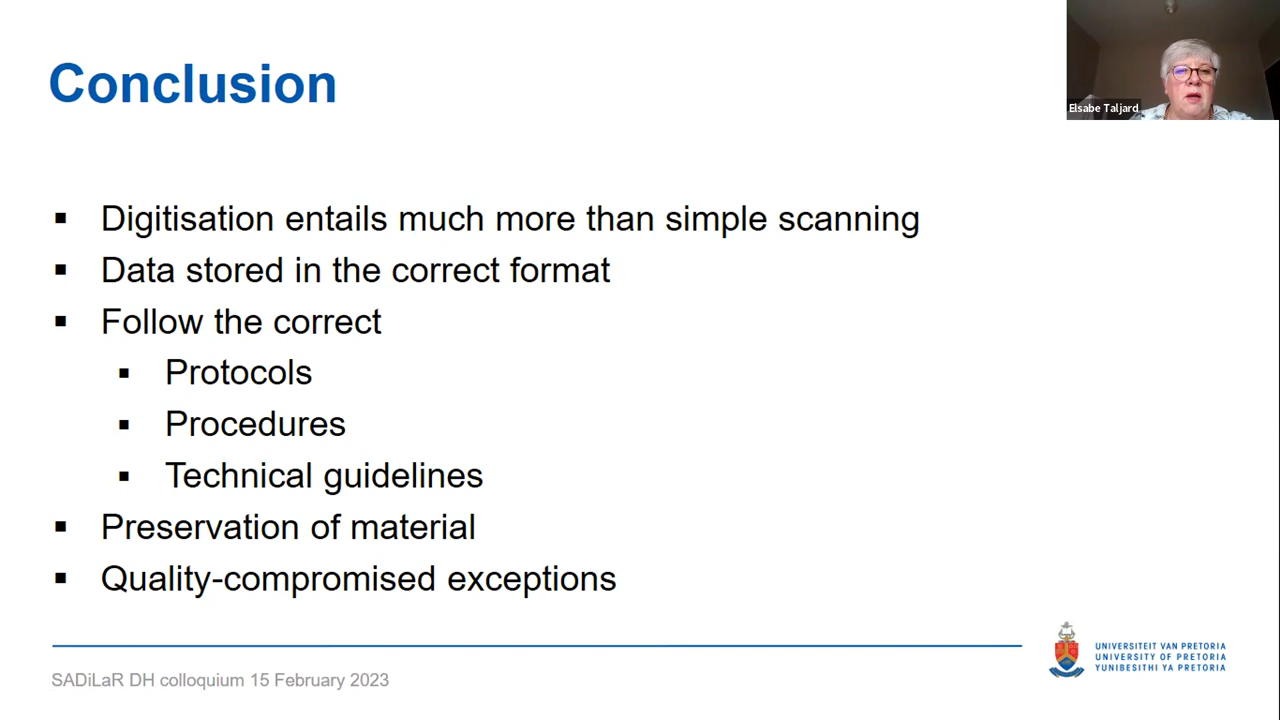 Conclusion
Elsabe Taljard
▪ Digitisation entails much more than simple scanning
▪ Data stored in the correct format
▪ Follow the correct
▪ Protocols
▪ Procedures
▪ Technical guidelines
▪ Preservation of material
▪ Quality-compromised exceptions
SADiLaR DH colloquium 15 February 2023
UNIVERSITEIT VAN PRETORIA
UNIVERSITY OF PRETORIA
YUNIBESITHI YA PRETORIA